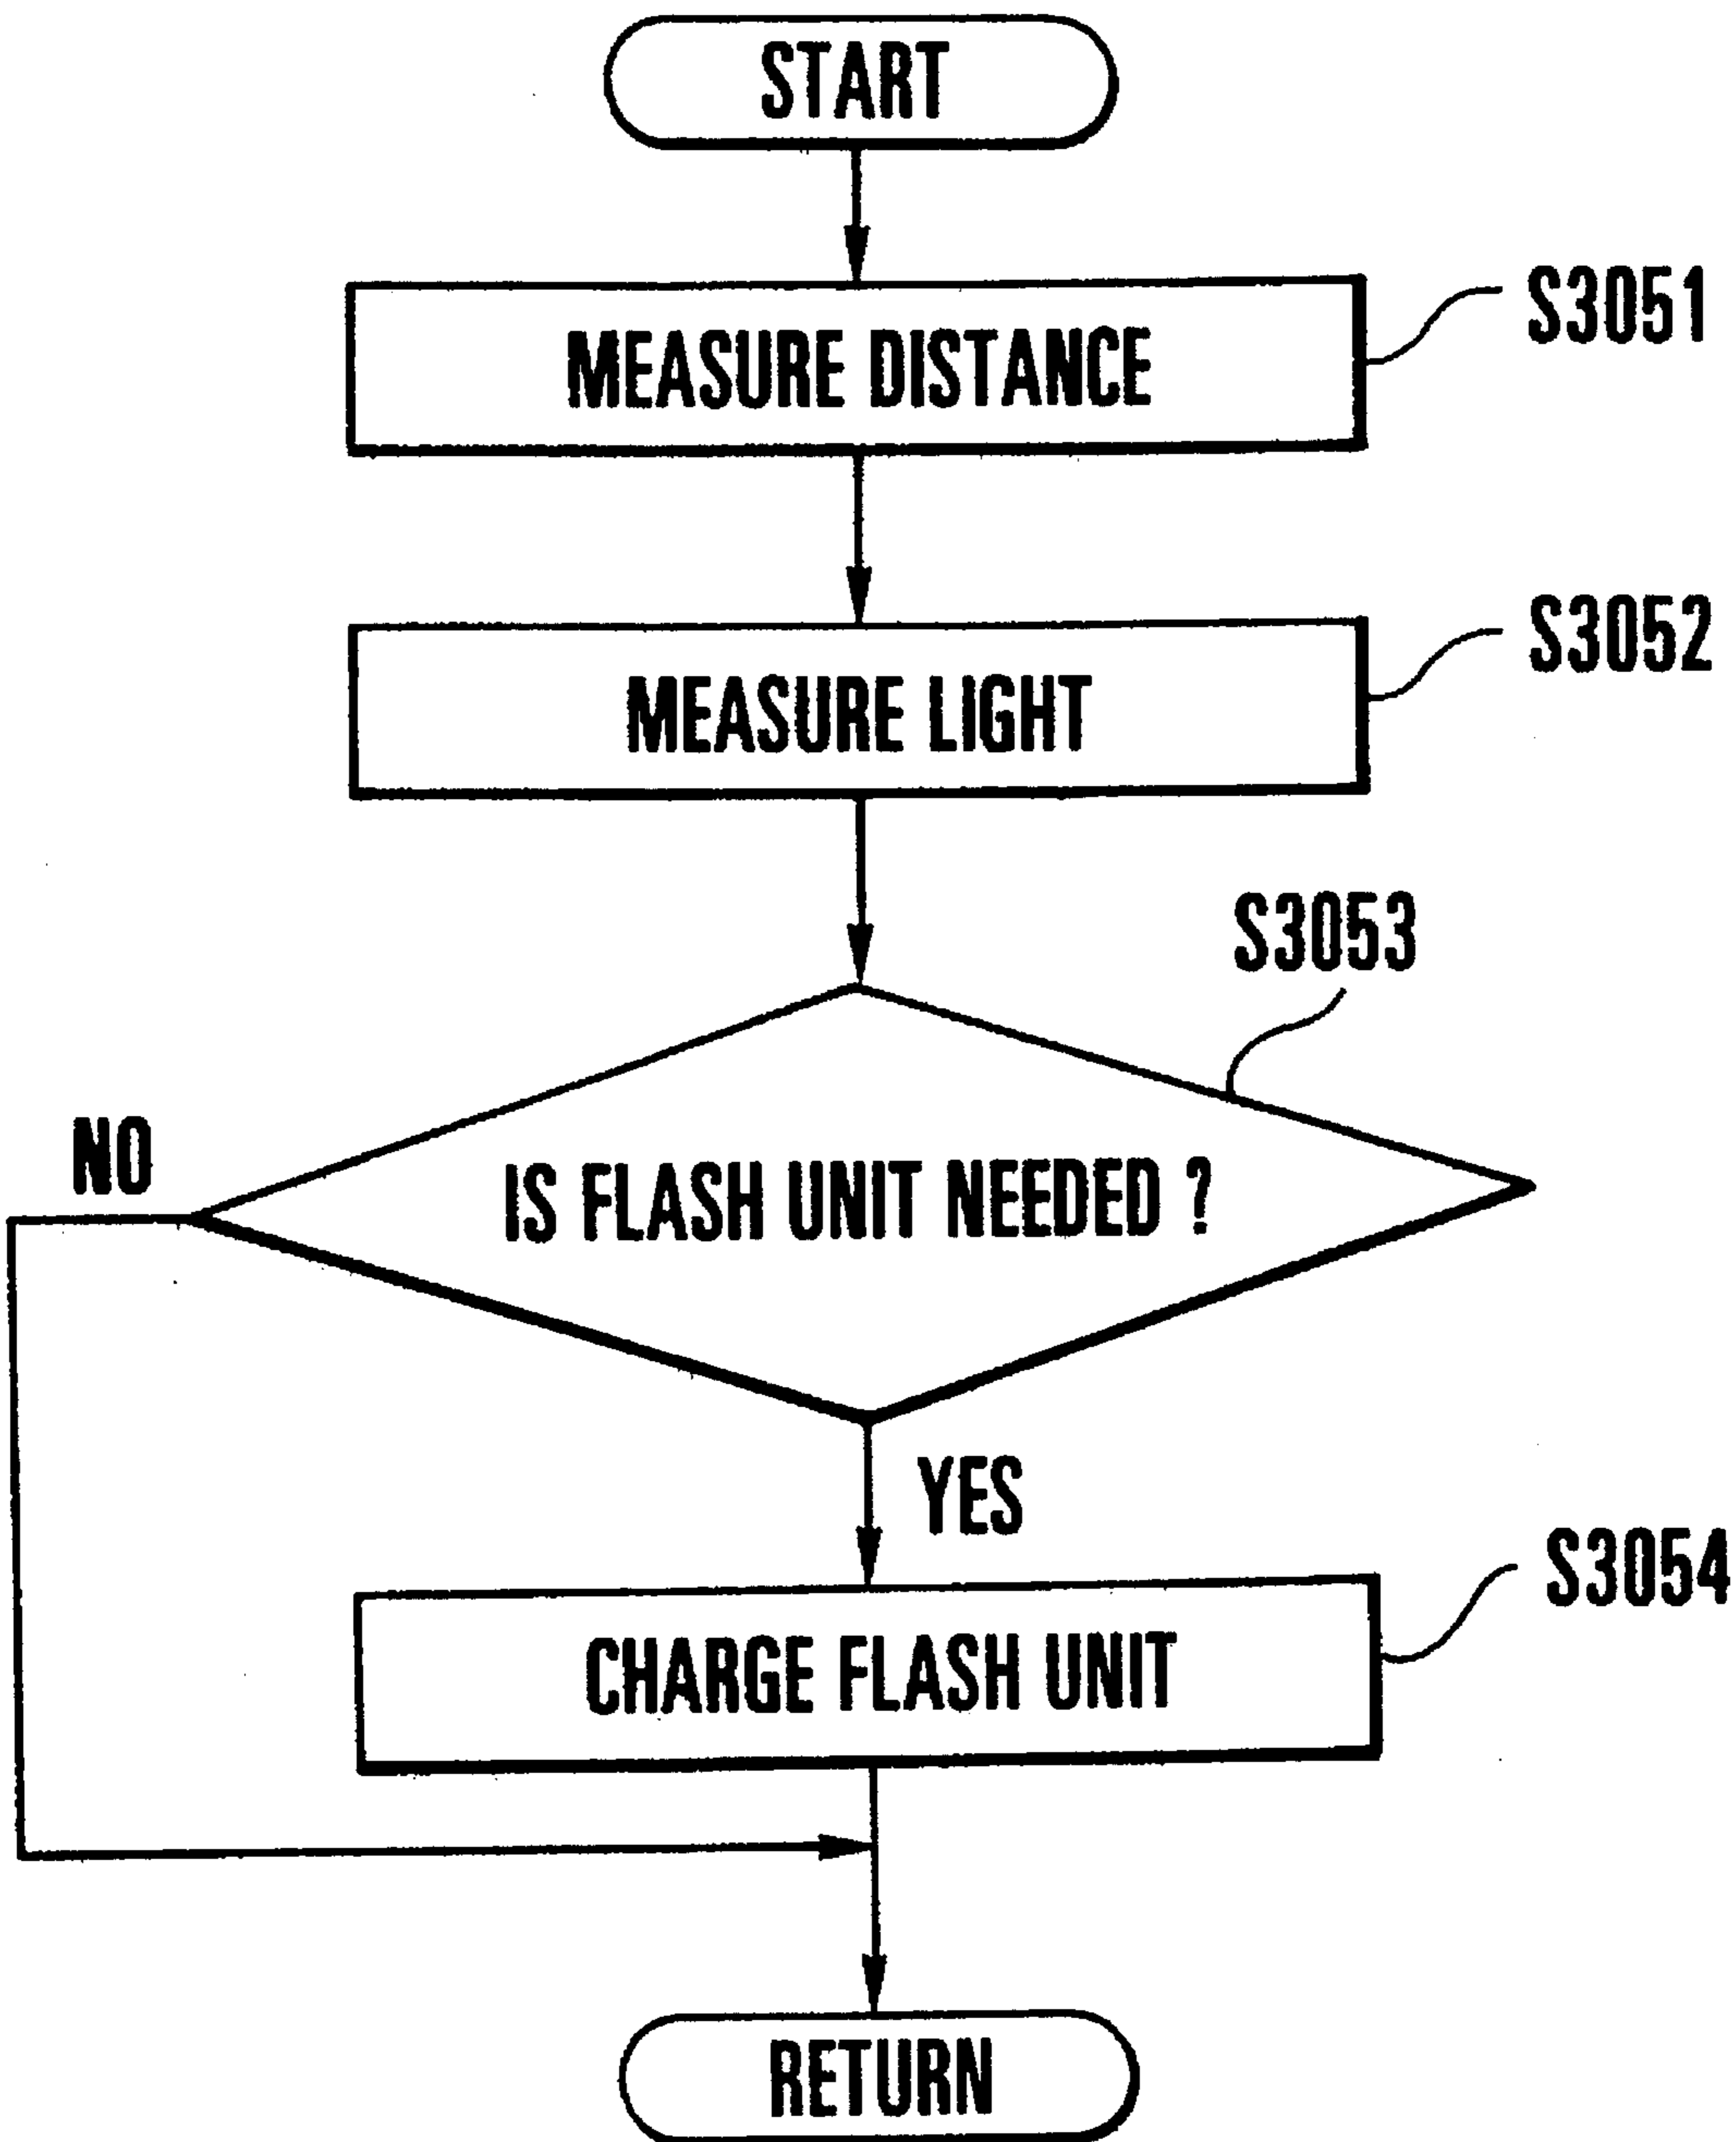 START
MEASURE DISTANCE
S3051
MEASURE LIGHT
S3052
S3053
NO
IS FLASH UNIT NEEDED ?
YES
S3054
CHARGE FLASH UNIT
RETURN